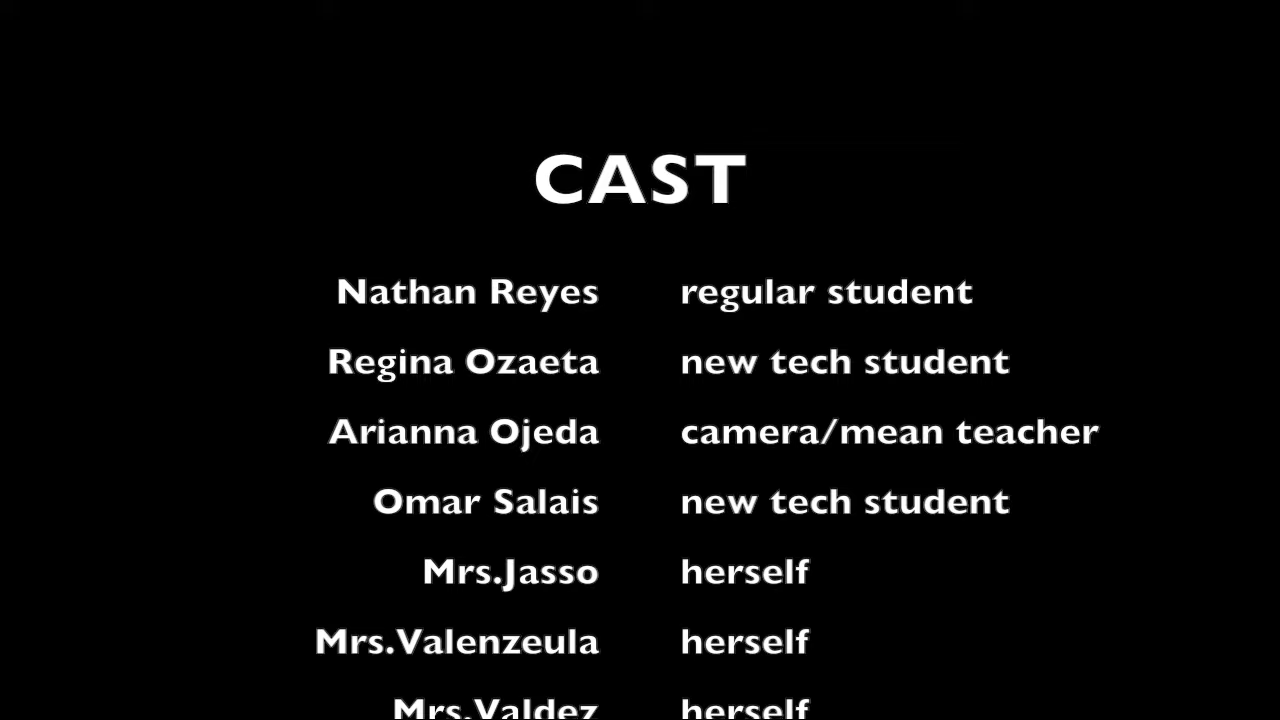 CAST
Nathan Reyes regular student
Regina Ozaeta new tech student
Arianna Ojeda camera/mean teacher
Omar Salais new tech student
Mrs.Jasso herself
Mrs.Valenzeula herself
Mrs.Valdez herself